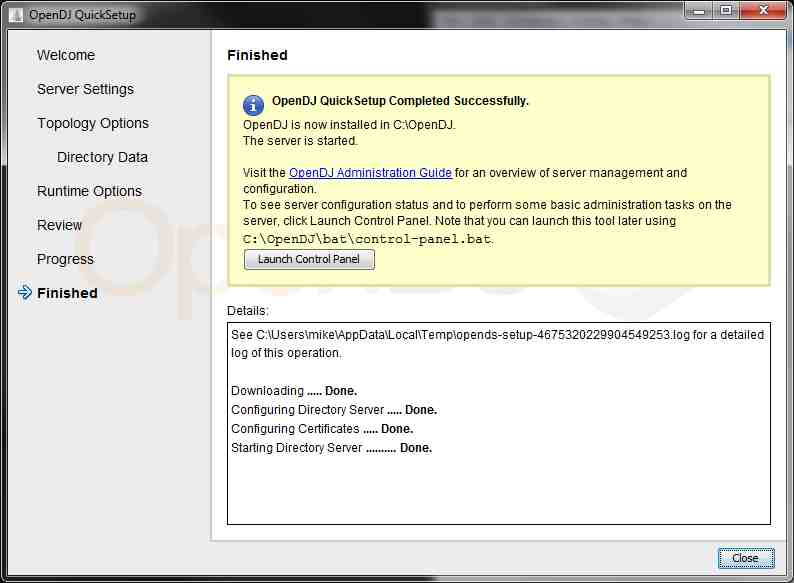 OpenDJ QuickSetup
Welcome
Server Settings
Topology Options
Directory Data
Runtime Options
Review
Progress
Finished
Finished
OpenDJ QuickSetup Completed Successfully.
OpenDJ is now installed in C:\OpenDJ.
The server is started.
Visit the OpenDJ Administration Guide for an overview of server management and
configuration.
To see server configuration status and to perform some basic administration tasks on the
server, click Launch Control Panel. Note that you can launch this tool later using
C:\OpenDJ\bat\control-panel.bat.
Launch Control Panel
Details:
See C:\Users\mike\AppData\Local\Temp\opends-setup-4675320229904549253.log for a detailed
log of this operation.
Downloading ..... Done.
Configuring Directory Server ..... Done.
Configuring Certificates ..... Done.
Starting Directory Server .......... Done.
Close